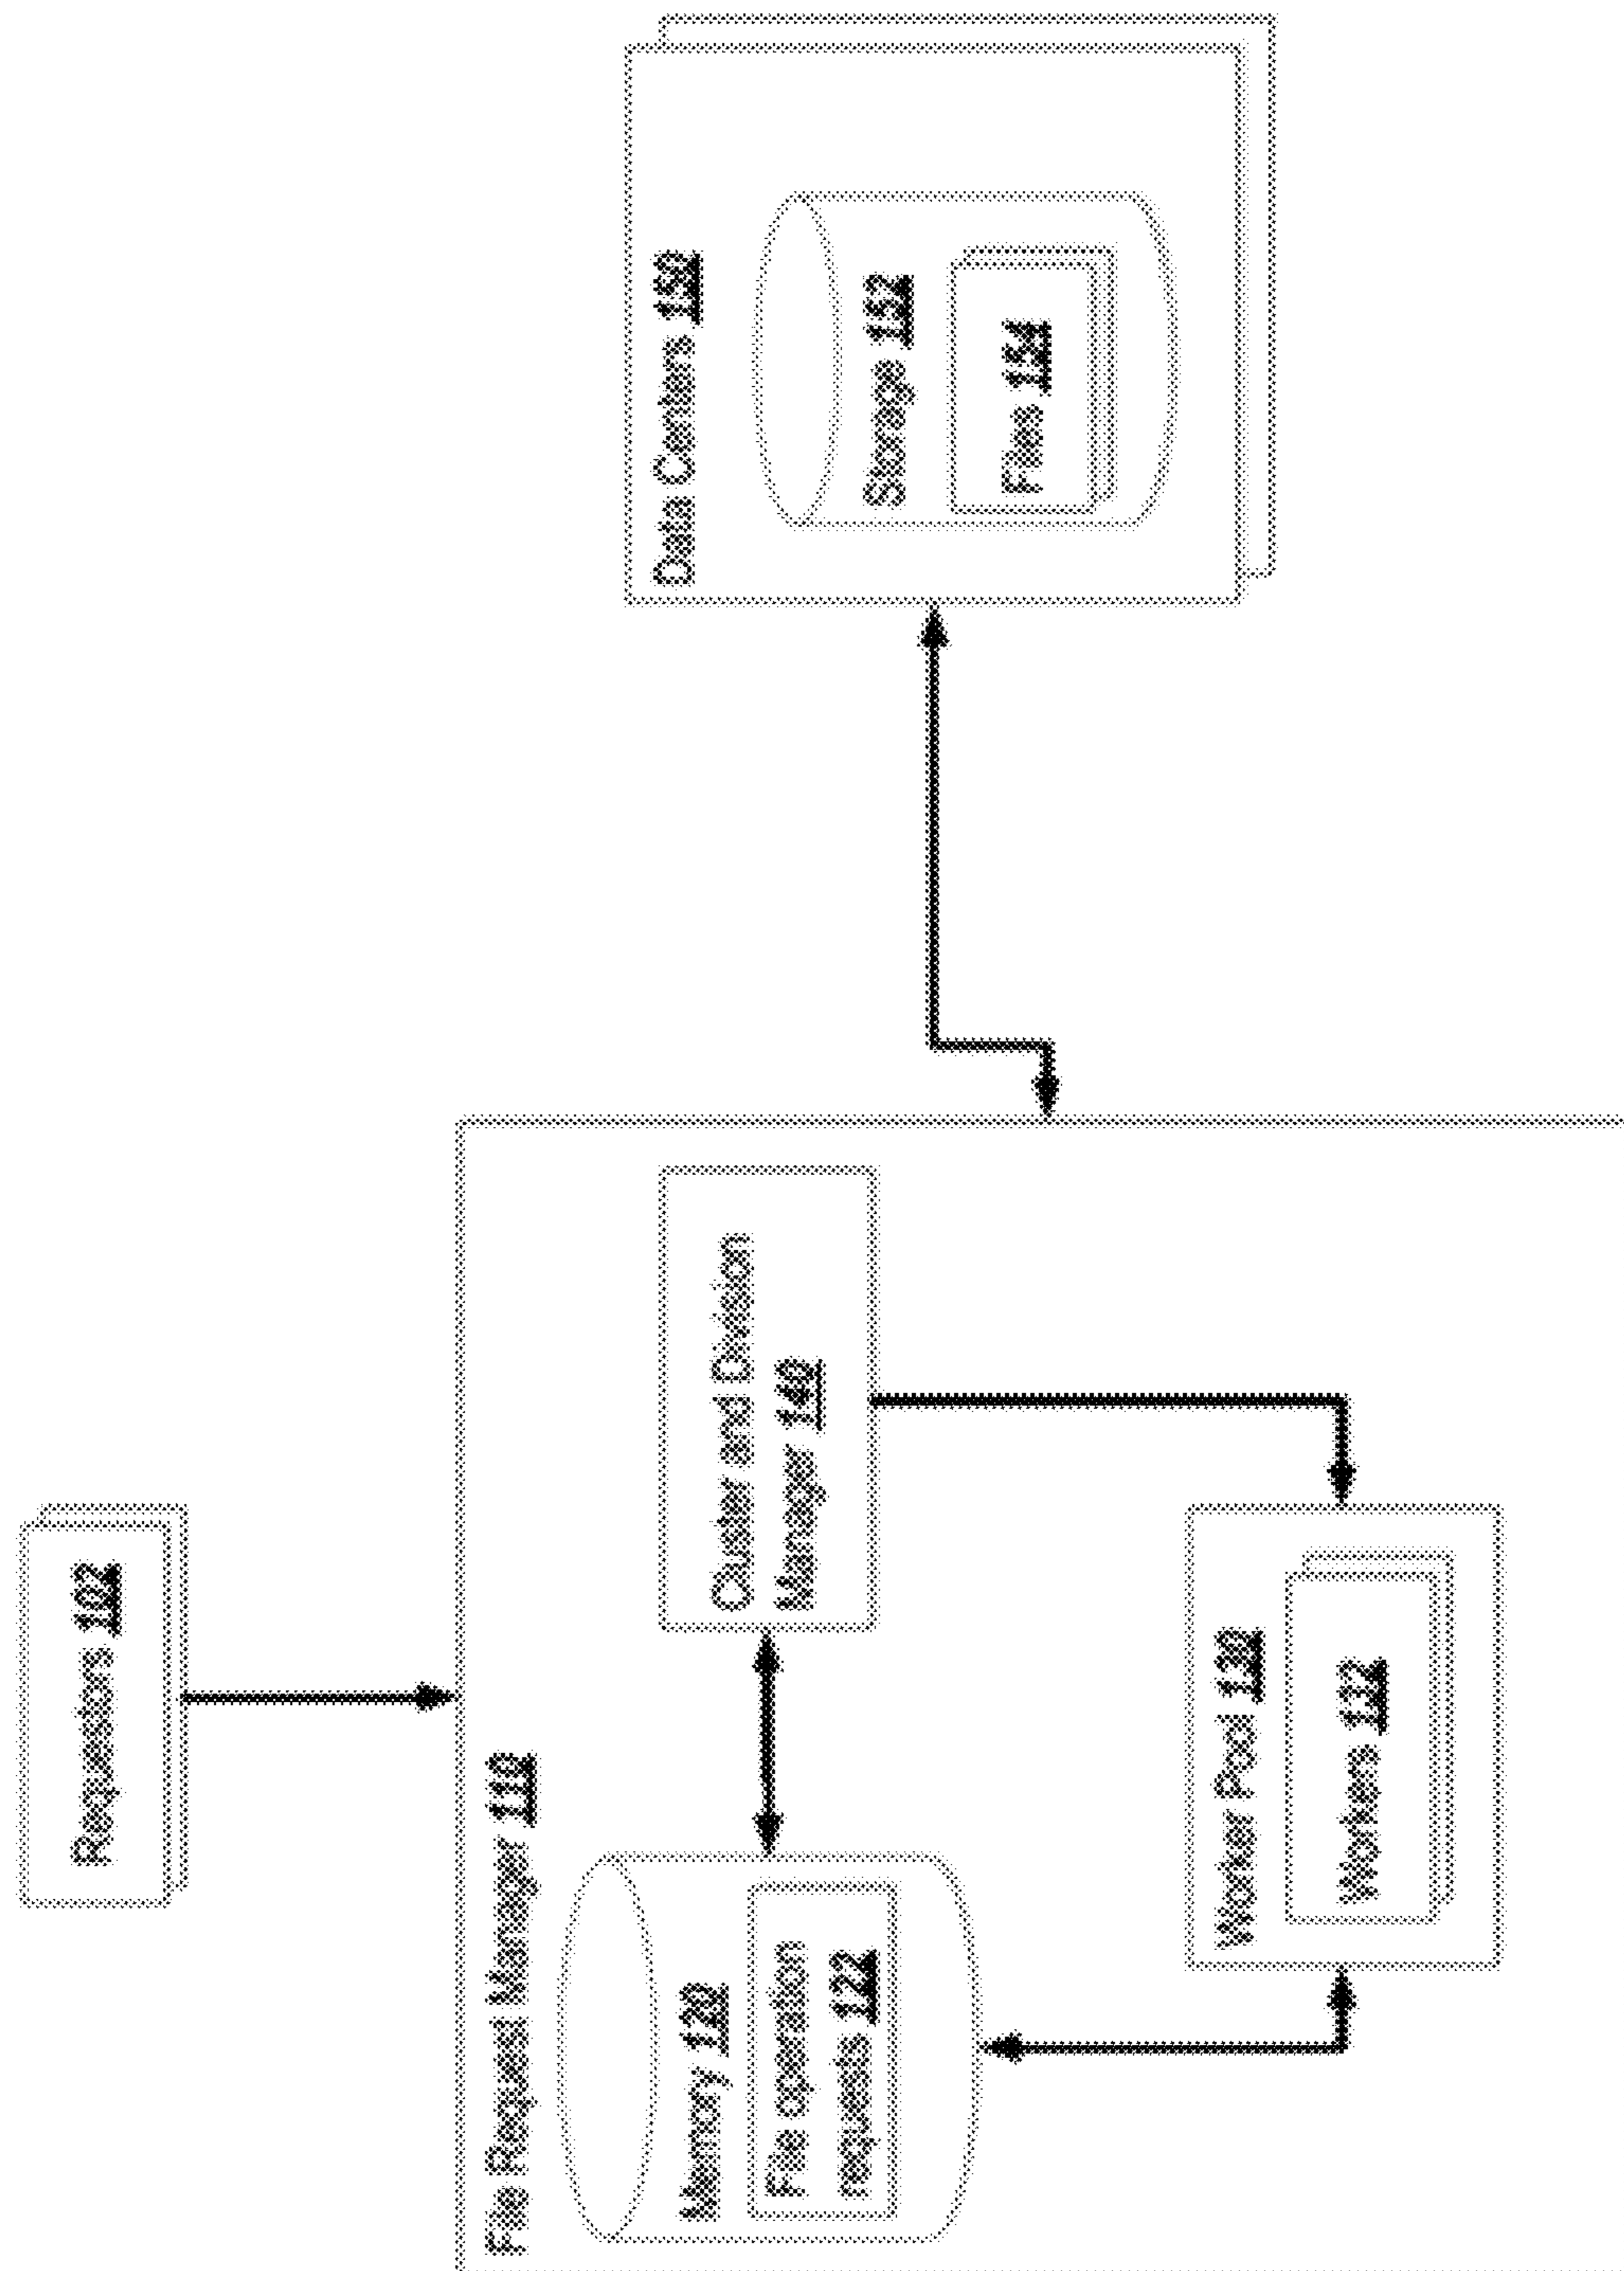 Requestions 102
File Request Manager 110
Memory 120
File operation
requests 122
Cluster and Division
Manager 140
Worker Pool 130
Workers 132
Data Centers 150
Storage 152
Files 154